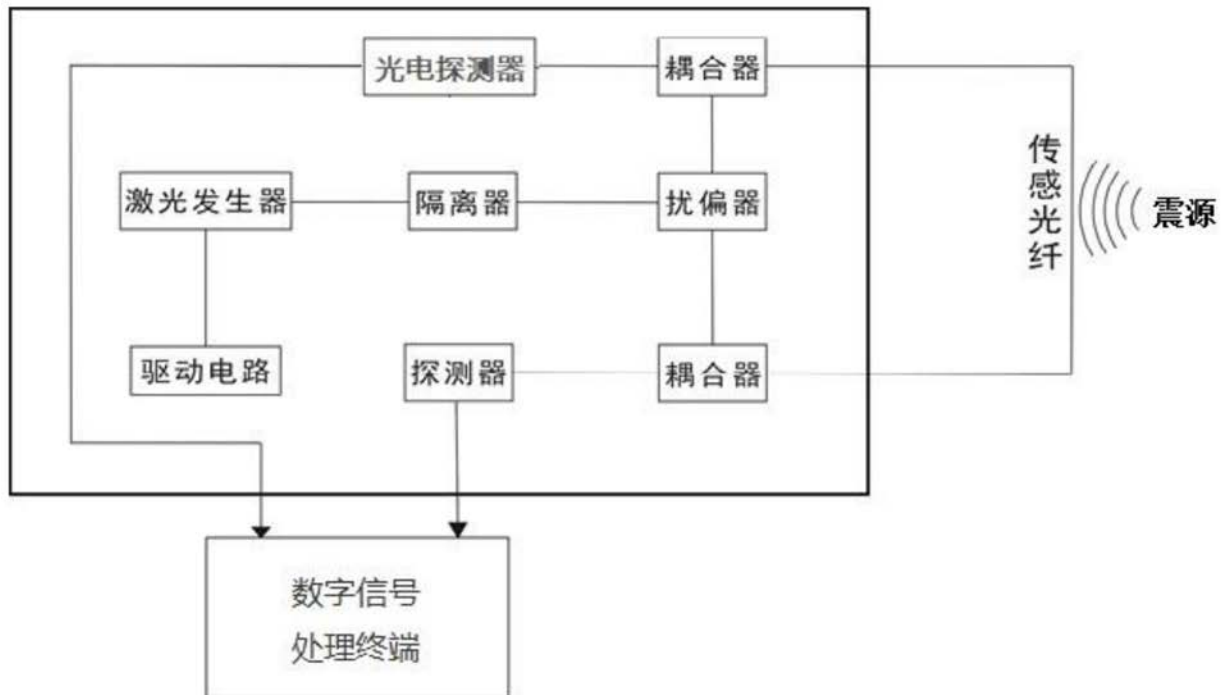 光电探测器
耦合器
传感光纤
激光发生器
隔离器
扰偏器
震源
驱动电路
探测器
耦合器
数字信号
处理终端